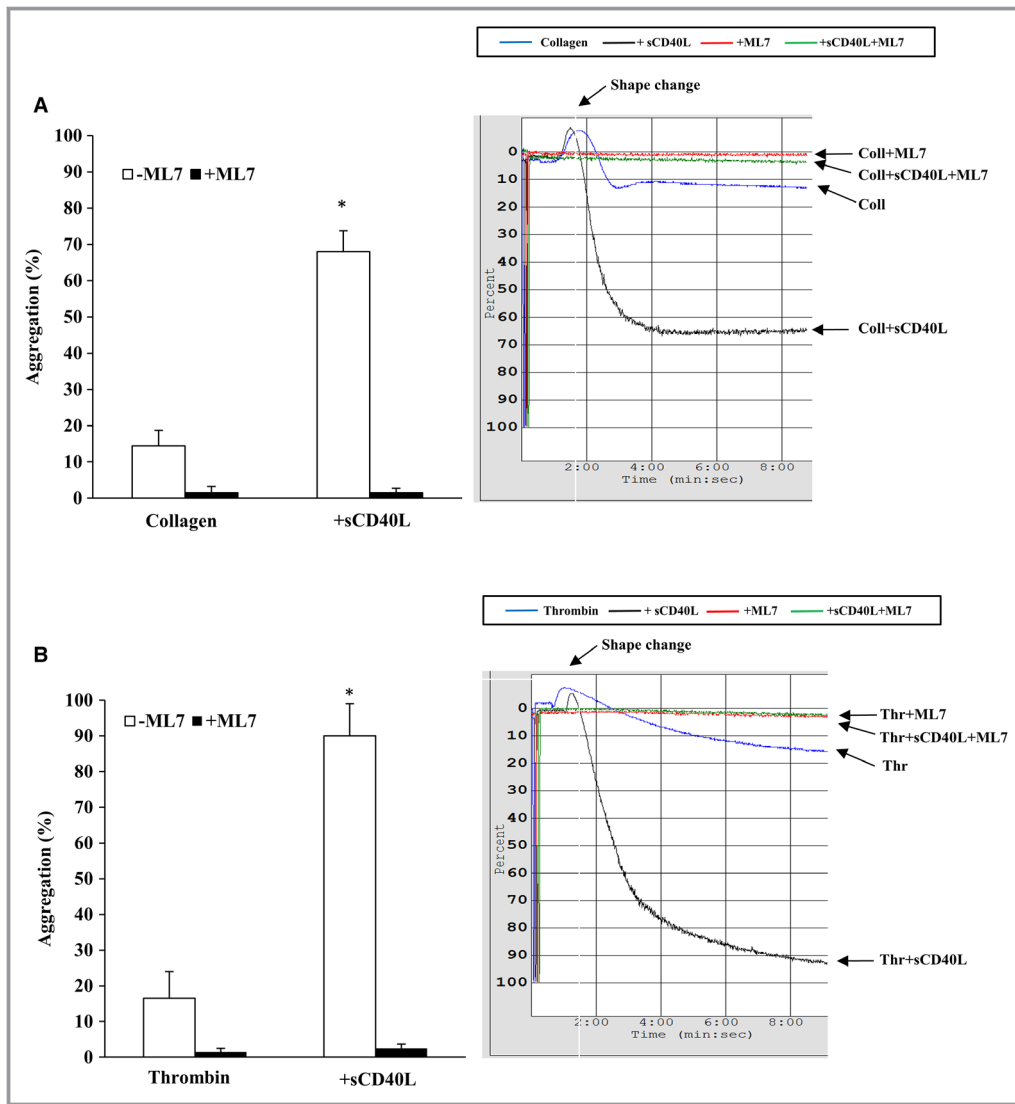 Collagen + sCD40L +ML7 +sCD40L+ML7
Shape change
A
100
90
80
70
60
50
40
30
20
10
0
Aggregation (%)
-ML7 +ML7
*
Collagen +sCD40L
0
10
20
30
40
50
60
70
80
90
100
Percent
2:00 4:00 6:00 8:00
Time (min:sec)
Coll+ML7
Coll+sCD40L+ML7
Coll
Coll+sCD40L
Thrombin + sCD40L +ML7 +sCD40L+ML7
Shape change
B
100
90
80
70
60
50
40
30
20
10
0
Aggregation (%)
-ML7 +ML7
*
Thrombin +sCD40L
0
10
20
30
40
50
60
70
80
90
100
Percent
2:00 4:00 6:00 8:00
Time (min:sec)
Thr+ML7
Thr+sCD40L+ML7
Thr
Thr+sCD40L